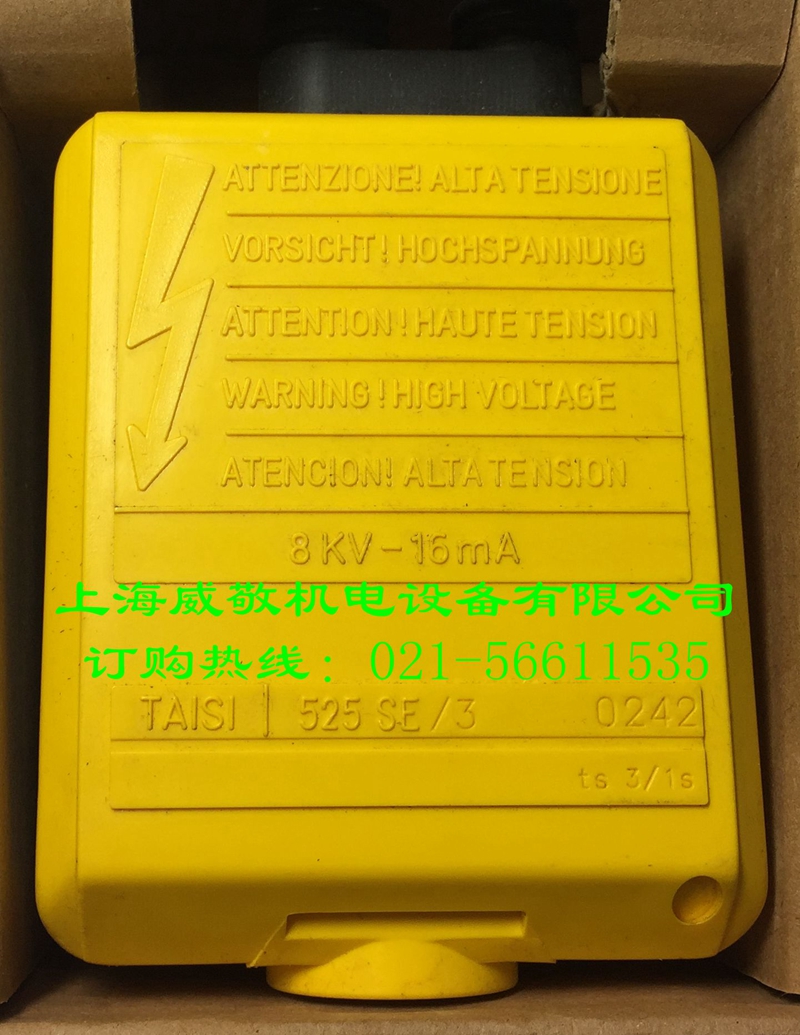 ATTENZIONE! ALTA TENSIONE
VORSICHT! HOCHSPANNUNG
ATTENTION! HAUTE TENSION
WARNING! HIGH VOLTAGE
ATENCION! ALTA TENSION
8 KV - 16 mA
上海威敬机电设备有限公司
订购热线：021-56611535
TAISI | 525 SE/3 0242
ts 3/1s